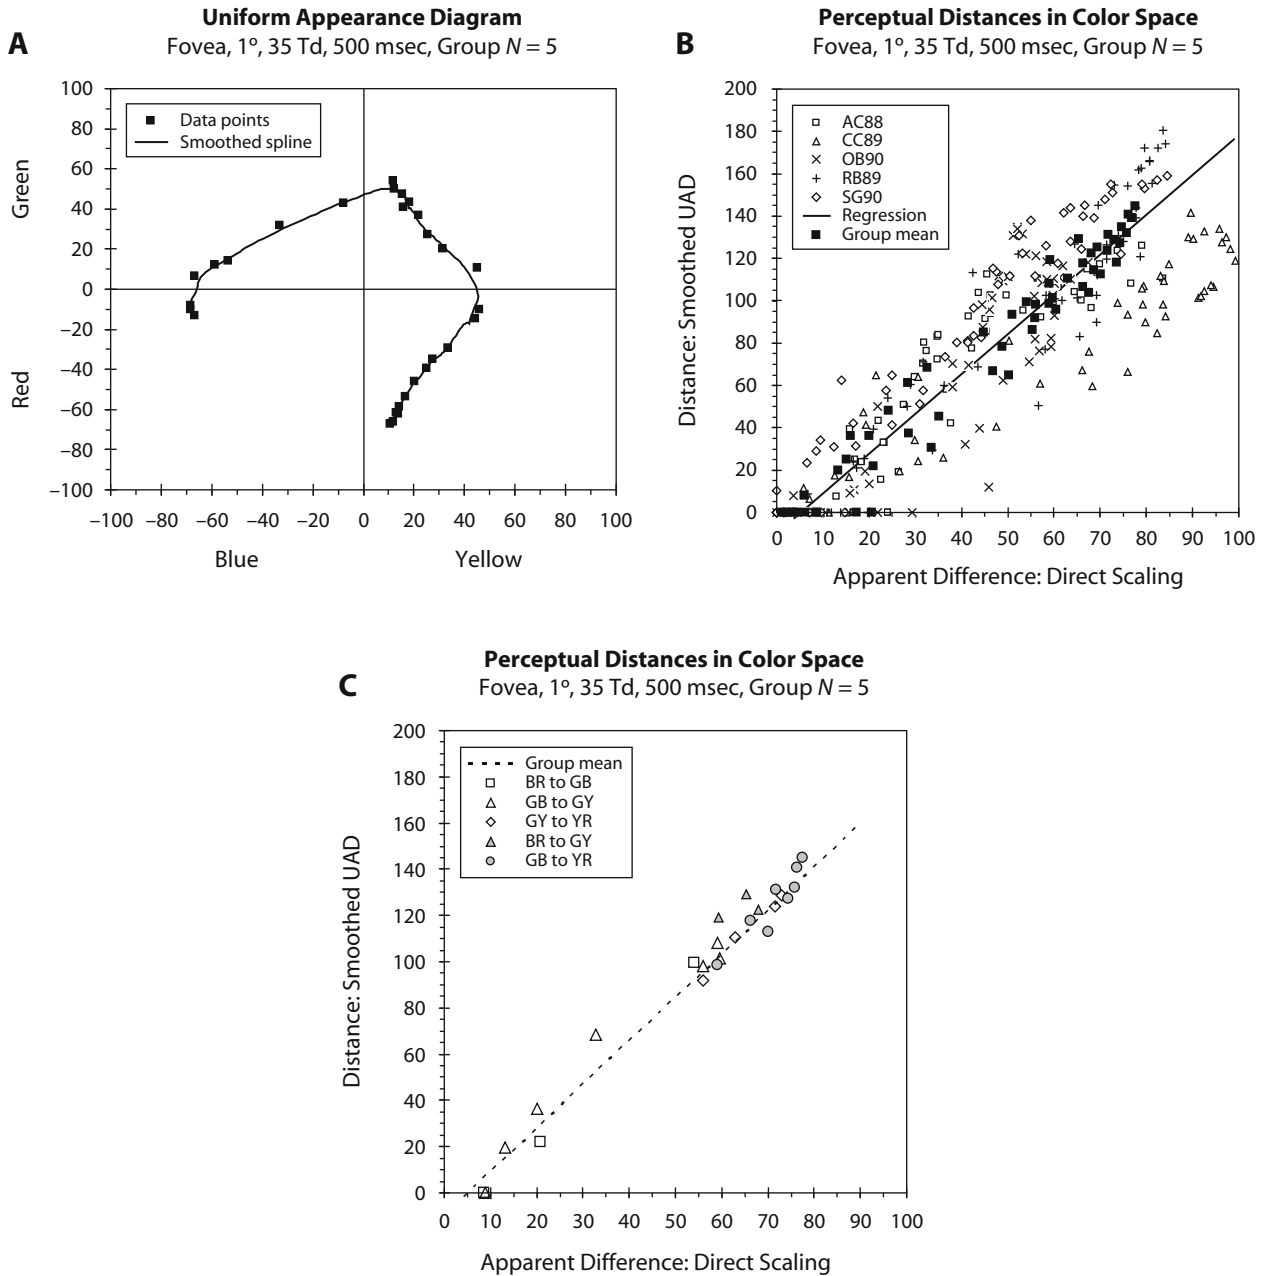 Uniform Appearance Diagram
A
Fovea, 1º, 35 Td, 500 msec, Group N = 5
100
80
60
40
20
0
−20
−40
−60
−80
−100
Green
Red
Data points
Smoothed spline
−100 −80 −60 −40 −20 0 20 40 60 80 100
Blue Yellow
Perceptual Distances in Color Space
B
Fovea, 1º, 35 Td, 500 msec, Group N = 5
200
180
160
140
120
100
80
60
40
20
0
Distance: Smoothed UAD
AC88
CC89
OB90
RB89
SG90
Regression
Group mean
0 10 20 30 40 50 60 70 80 90 100
Apparent Difference: Direct Scaling
Perceptual Distances in Color Space
C
Fovea, 1º, 35 Td, 500 msec, Group N = 5
200
180
160
140
120
100
80
60
40
20
0
Distance: Smoothed UAD
Group mean
BR to GB
GB to GY
GY to YR
BR to GY
GB to YR
0 10 20 30 40 50 60 70 80 90 100
Apparent Difference: Direct Scaling